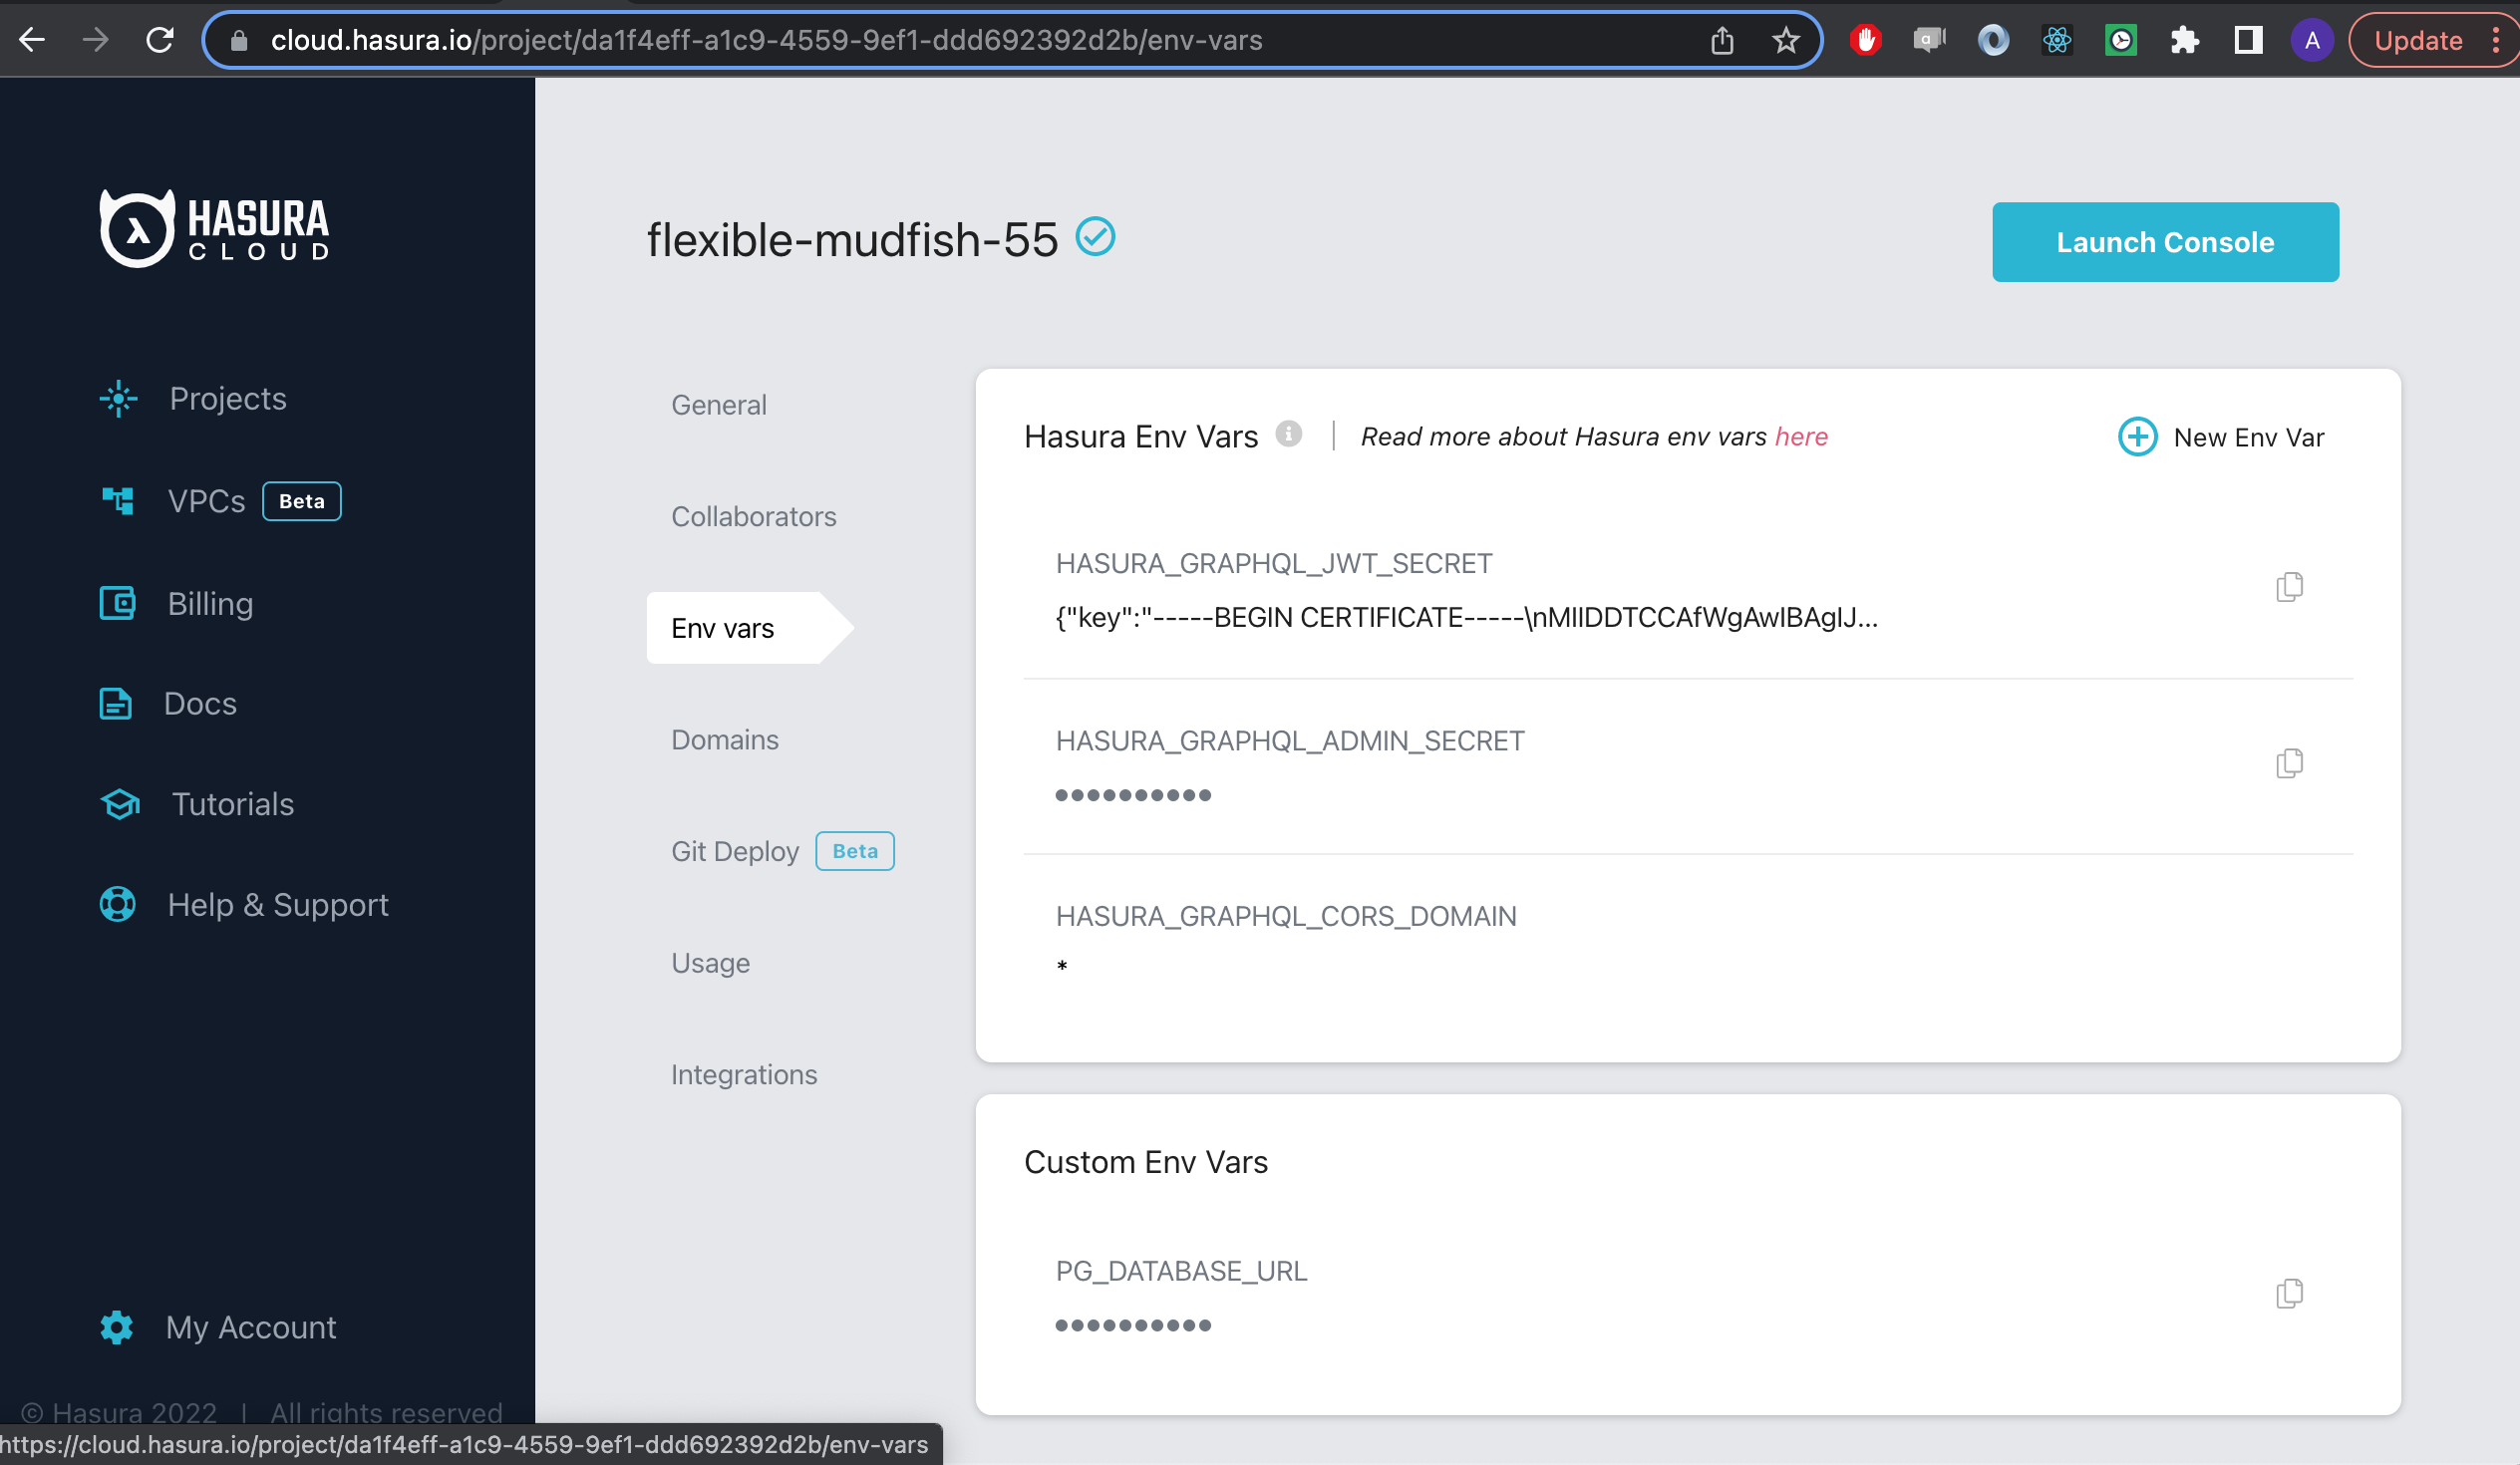 cloud.hasura.io/project/da1f4eff-a1c9-4559-9ef1-ddd692392d2b/env-vars
a
A
Update
HASURA
CLOUD
Projects
VPCs Beta
Billing
Docs
Tutorials
Help & Support
My Account
© Hasura 2022 | All rights reserved
flexible-mudfish-55
Launch Console
General
Collaborators
Env vars
Domains
Git Deploy Beta
Usage
Integrations
Hasura Env Vars | Read more about Hasura env vars here
New Env Var
HASURA_GRAPHQL_JWT_SECRET
{"key":"-----BEGIN CERTIFICATE-----\nMIIDDTCCAfWgAwIBAgIJ...
HASURA_GRAPHQL_ADMIN_SECRET
••••••••••
HASURA_GRAPHQL_CORS_DOMAIN
*
Custom Env Vars
PG_DATABASE_URL
••••••••••
https://cloud.hasura.io/project/da1f4eff-a1c9-4559-9ef1-ddd692392d2b/env-vars